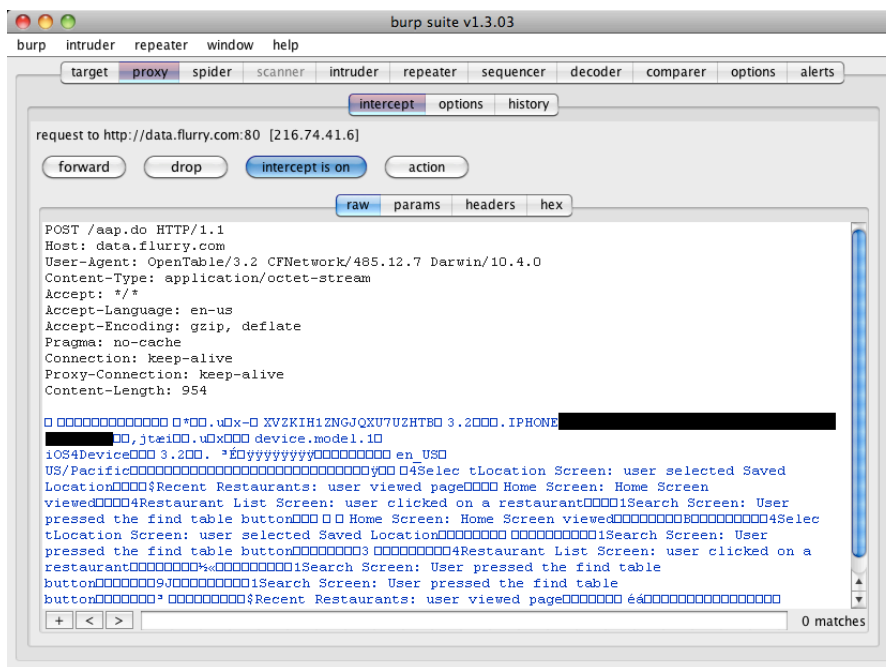 burp suite v1.3.03
burp intruder repeater window help
target proxy spider scanner intruder repeater sequencer decoder comparer options alerts
intercept options history
request to http://data.flurry.com:80 [216.74.41.6]
forward drop intercept is on action
raw params headers hex
POST /aap.do HTTP/1.1
Host: data.flurry.com
User-Agent: OpenTable/3.2 CFNetwork/485.12.7 Darwin/10.4.0
Content-Type: application/octet-stream
Accept: */*
Accept-Language: en-us
Accept-Encoding: gzip, deflate
Pragma: no-cache
Connection: keep-alive
Proxy-Connection: keep-alive
Content-Length: 954
XVZKIH1ZNGJQXU7UZHTB 3.2 .IPHONE
device.model.1
iOS4Device 3.2 . en_US
US/Pacific 4Selec tLocation Screen: user selected Saved
Location $Recent Restaurants: user viewed page Home Screen: Home Screen
viewed 4Restaurant List Screen: user clicked on a restaurant 1Search Screen: User
pressed the find table button Home Screen: Home Screen viewed B 4Selec
tLocation Screen: user selected Saved Location 1Search Screen: User
pressed the find table button 3 4Restaurant List Screen: user clicked on a
restaurant ½« 1Search Screen: User pressed the find table
button 9J 1Search Screen: User pressed the find table
button ³ $Recent Restaurants: user viewed page éá
+ < > 0 matches